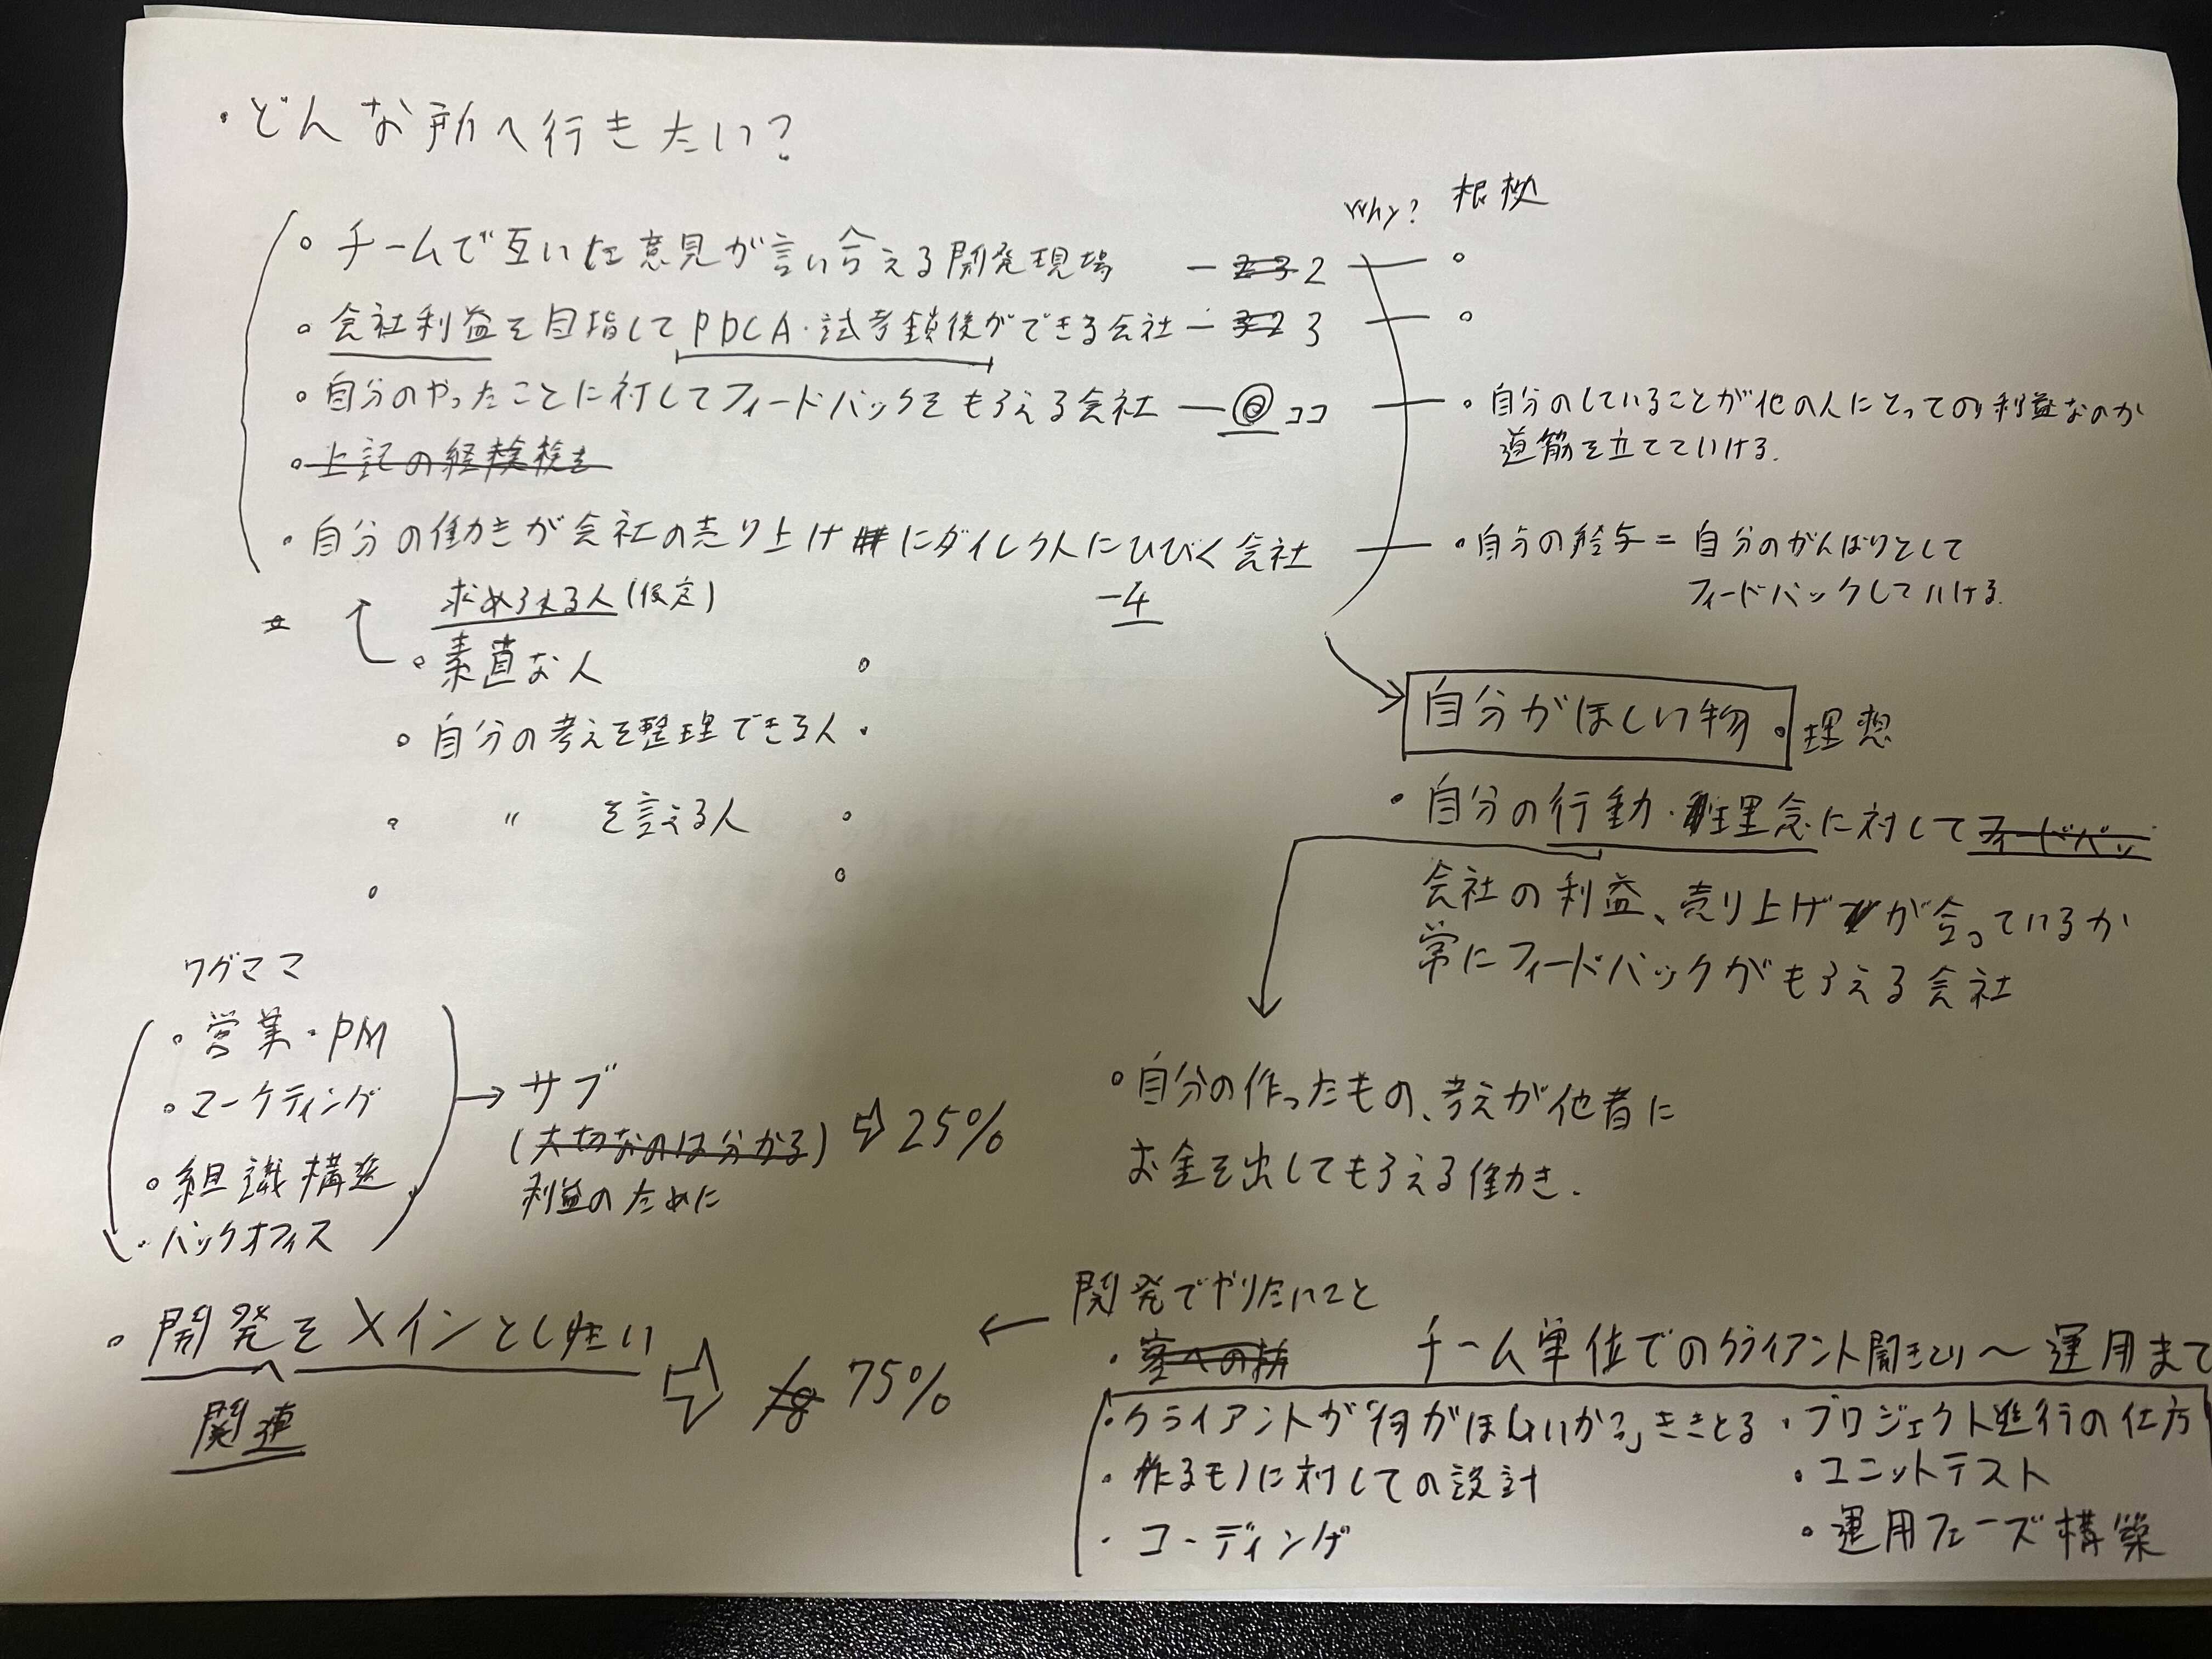 ・どんな所へ行きたい?
Why? 根拠
・チームで互いに意見が言い合える開発現場 ー 2 ー ・
・会社利益を目指してPDCA・試考錯後ができる会社 ー 3 ー ・
・自分のやったことに対してフィードバックをもらえる会社 ー ココ ー ・自分のしていることが他の人にとっての利益なのか
道筋を立てていける.
・上記の経
・自分の働きが会社の売り上げにダイレクトにひびく会社 ー ・自分の給与=自分のがんばりとして
フィードバックしていける.
-4
求められる人(仮定)
・素直な人 ・
・自分の考えを整理できる人 ・
・ 〃 を言える人 ・
・ ・
自分がほしい物・理想
・自分の行動・理念に対してフィードバッ
会社の利益、売り上げが合っているか
常にフィードバックがもらえる会社
・自分の作ったもの、考えが他者に
お金を出してもらえる働き.
ワガママ
・営業・PM
・マーケティング
・組織構造
・バックオフィス
→サブ
(大切なのは分かる) ⇨ 25%
利益のために
・開発をメインとしたい ⇨ 75%
関連
← 開発でやりたいこと
・ チーム単位でのクライアント聞きとり〜運用まで
・クライアントが「何がほしいか?」ききとる ・プロジェクト進行の仕方
・作るモノに対しての設計 ・ユニットテスト
・コーディング ・運用フェーズ構築